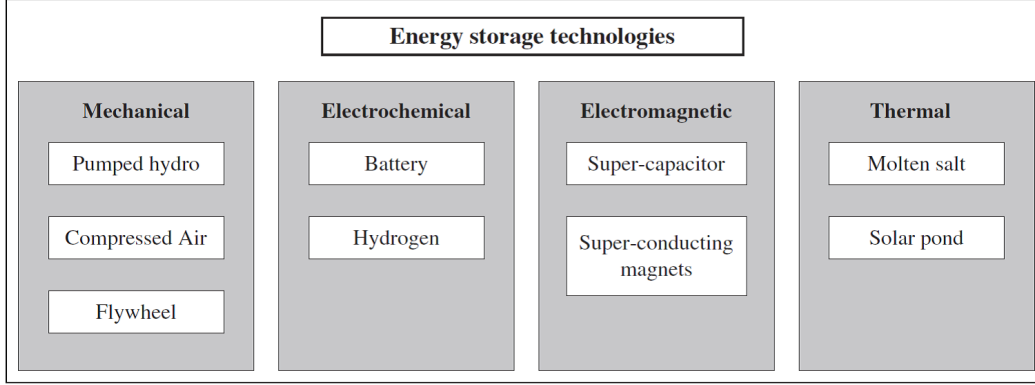 Energy storage technologies
Mechanical
Pumped hydro
Compressed Air
Flywheel
Electrochemical
Battery
Hydrogen
Electromagnetic
Super-capacitor
Super-conducting
magnets
Thermal
Molten salt
Solar pond